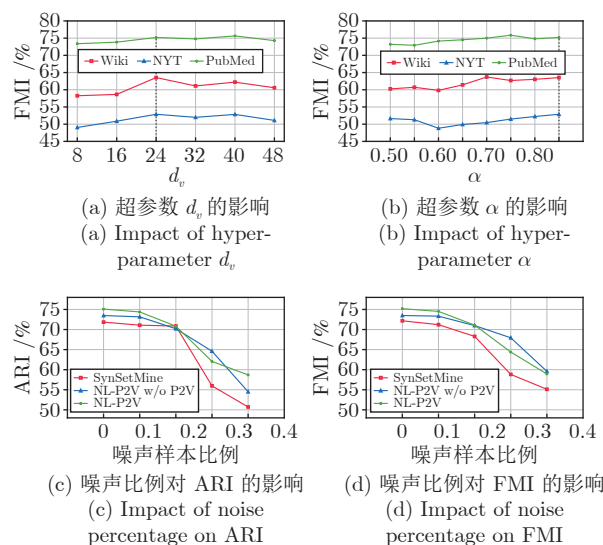 FMI /%
80
75
70
65
60
55
50
45
Wiki NYT PubMed
8 16 24 32 40 48
d_v
(a) 超参数 d_v 的影响
(a) Impact of hyper-
parameter d_v
FMI /%
80
75
70
65
60
55
50
45
Wiki NYT PubMed
0.50 0.60 0.70 0.80
α
(b) 超参数 α 的影响
(b) Impact of hyper-
parameter α
ARI /%
75
70
65
60
55
50
SynSetMine
NL-P2V w/o P2V
NL-P2V
0 0.1 0.2 0.3 0.4
噪声样本比例
(c) 噪声比例对 ARI 的影响
(c) Impact of noise
percentage on ARI
FMI /%
75
70
65
60
55
50
SynSetMine
NL-P2V w/o P2V
NL-P2V
0 0.1 0.2 0.3 0.4
噪声样本比例
(d) 噪声比例对 FMI 的影响
(d) Impact of noise
percentage on FMI